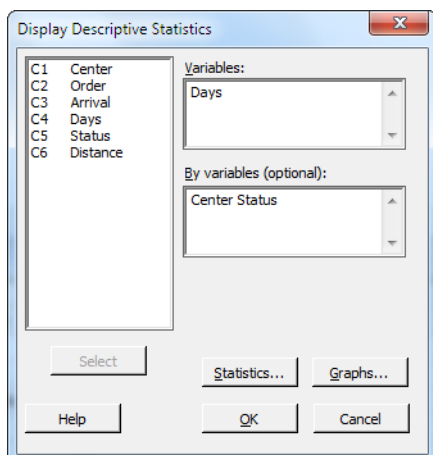 Display Descriptive Statistics
C1 Center
C2 Order
C3 Arrival
C4 Days
C5 Status
C6 Distance
Variables:
Days
By variables (optional):
Center Status
Select
Statistics... Graphs...
Help OK Cancel